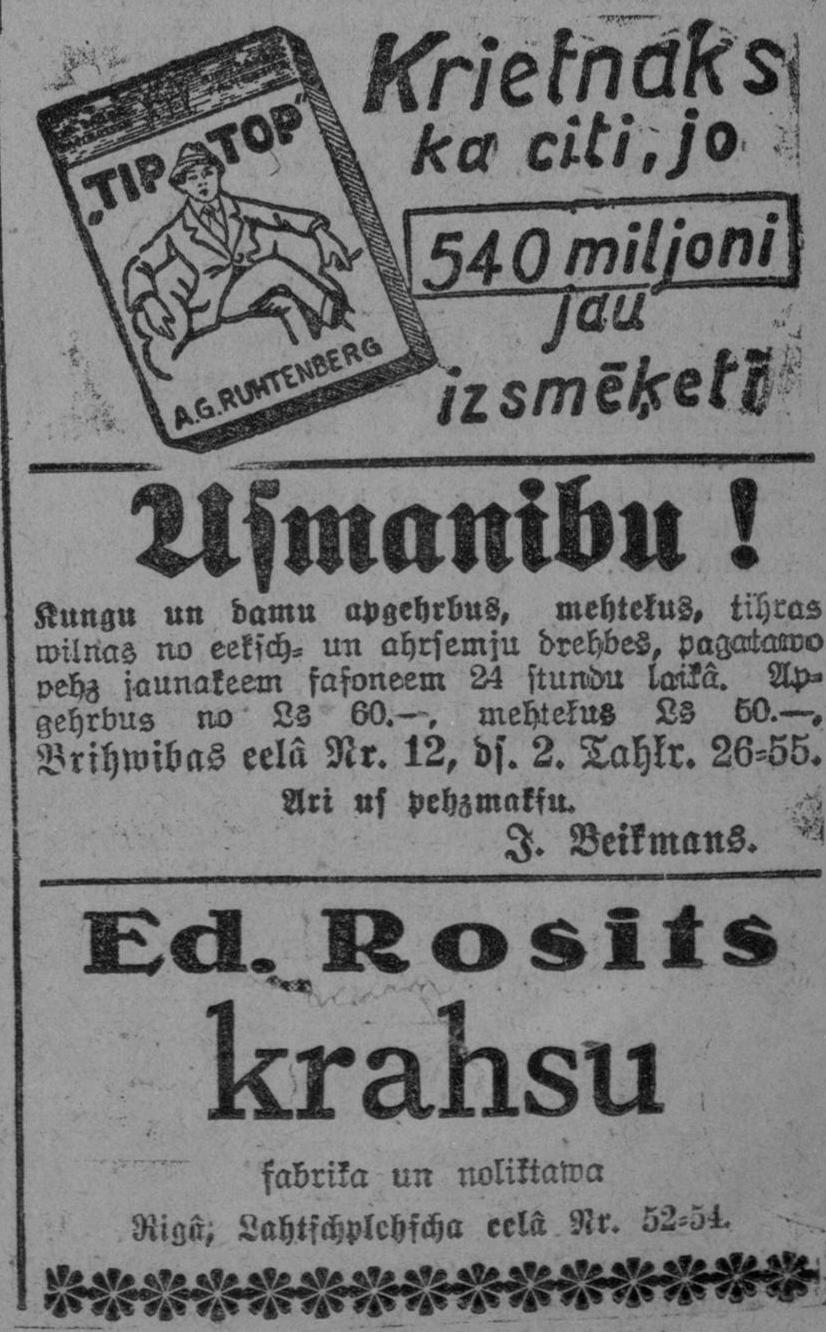 „TIP TOP"
A.G. RUHTENBERG
Krietnāks
kā citi, jo
540 miljoni
jau
izsmēķeti
Usmanibu!
Kungu un damu apgehrbus, mehtelus, tihras
wilnas no eeksch- un ahrsemju drehbes, pagatawo
pehz jaunakeem fasoneem 24 stundu laikâ. Ap-
gehrbus no Ls 60.—, mehtelus Ls 50.—,
Brihwibas eelâ Nr. 12, ds. 2. Tahlr. 26-55.
Ari us pehzmaksu.
J. Beikmans.
Ed. Rosits
krahsu
fabrika un noliktawa
Rigâ, Lahtschplehscha eelâ Nr. 52-54.